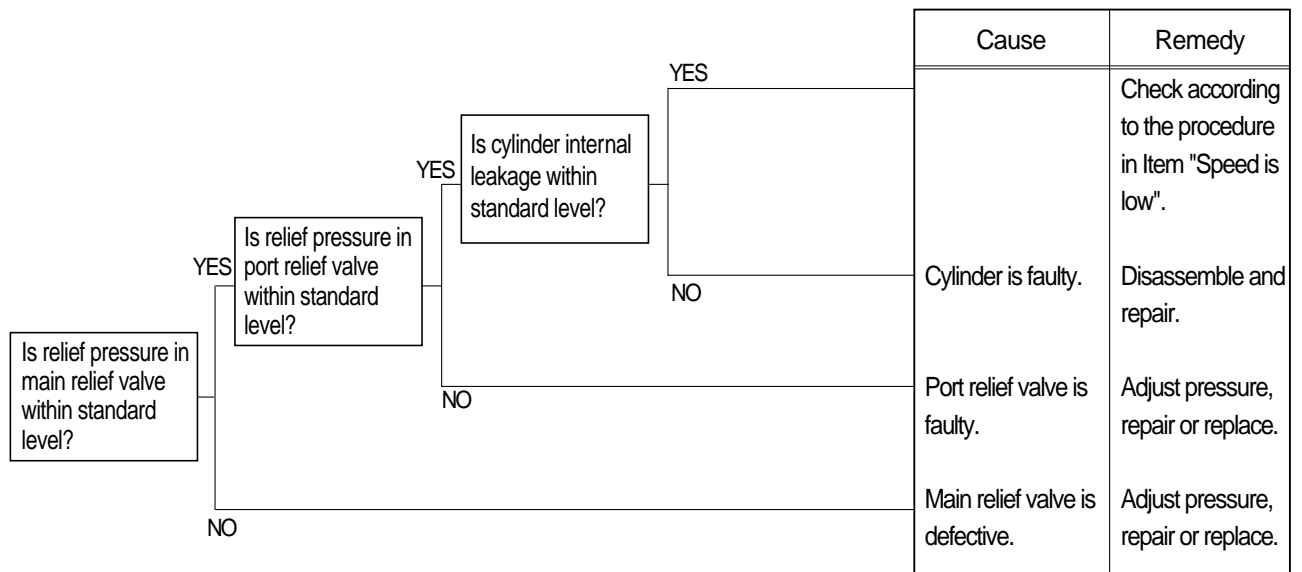 Cause
Remedy
YES
Check according
to the procedure
in Item "Speed is
low".
Is cylinder internal
leakage within
standard level?
YES
Is relief pressure in
port relief valve
within standard
level?
YES
NO
Cylinder is faulty.
Disassemble and
repair.
Is relief pressure in
main relief valve
within standard
level?
NO
Port relief valve is
faulty.
Adjust pressure,
repair or replace.
NO
Main relief valve is
defective.
Adjust pressure,
repair or replace.